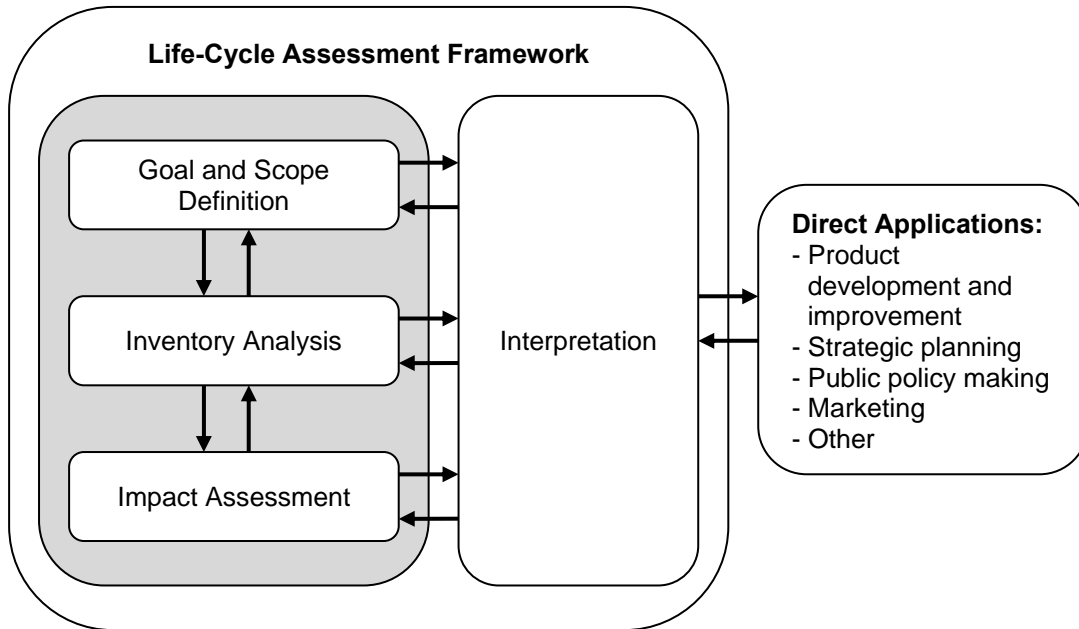 Life-Cycle Assessment Framework
Goal and Scope
Definition
Inventory Analysis
Impact Assessment
Interpretation
Direct Applications:
- Product
development and
improvement
- Strategic planning
- Public policy making
- Marketing
- Other